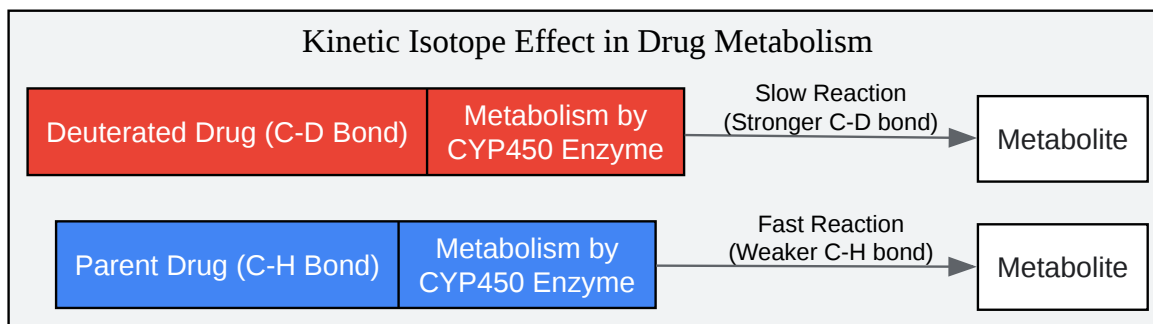 Kinetic Isotope Effect in Drug Metabolism
Deuterated Drug (C-D Bond)
Metabolism by
CYP450 Enzyme
Slow Reaction
(Stronger C-D bond)
Metabolite
Parent Drug (C-H Bond)
Metabolism by
CYP450 Enzyme
Fast Reaction
(Weaker C-H bond)
Metabolite